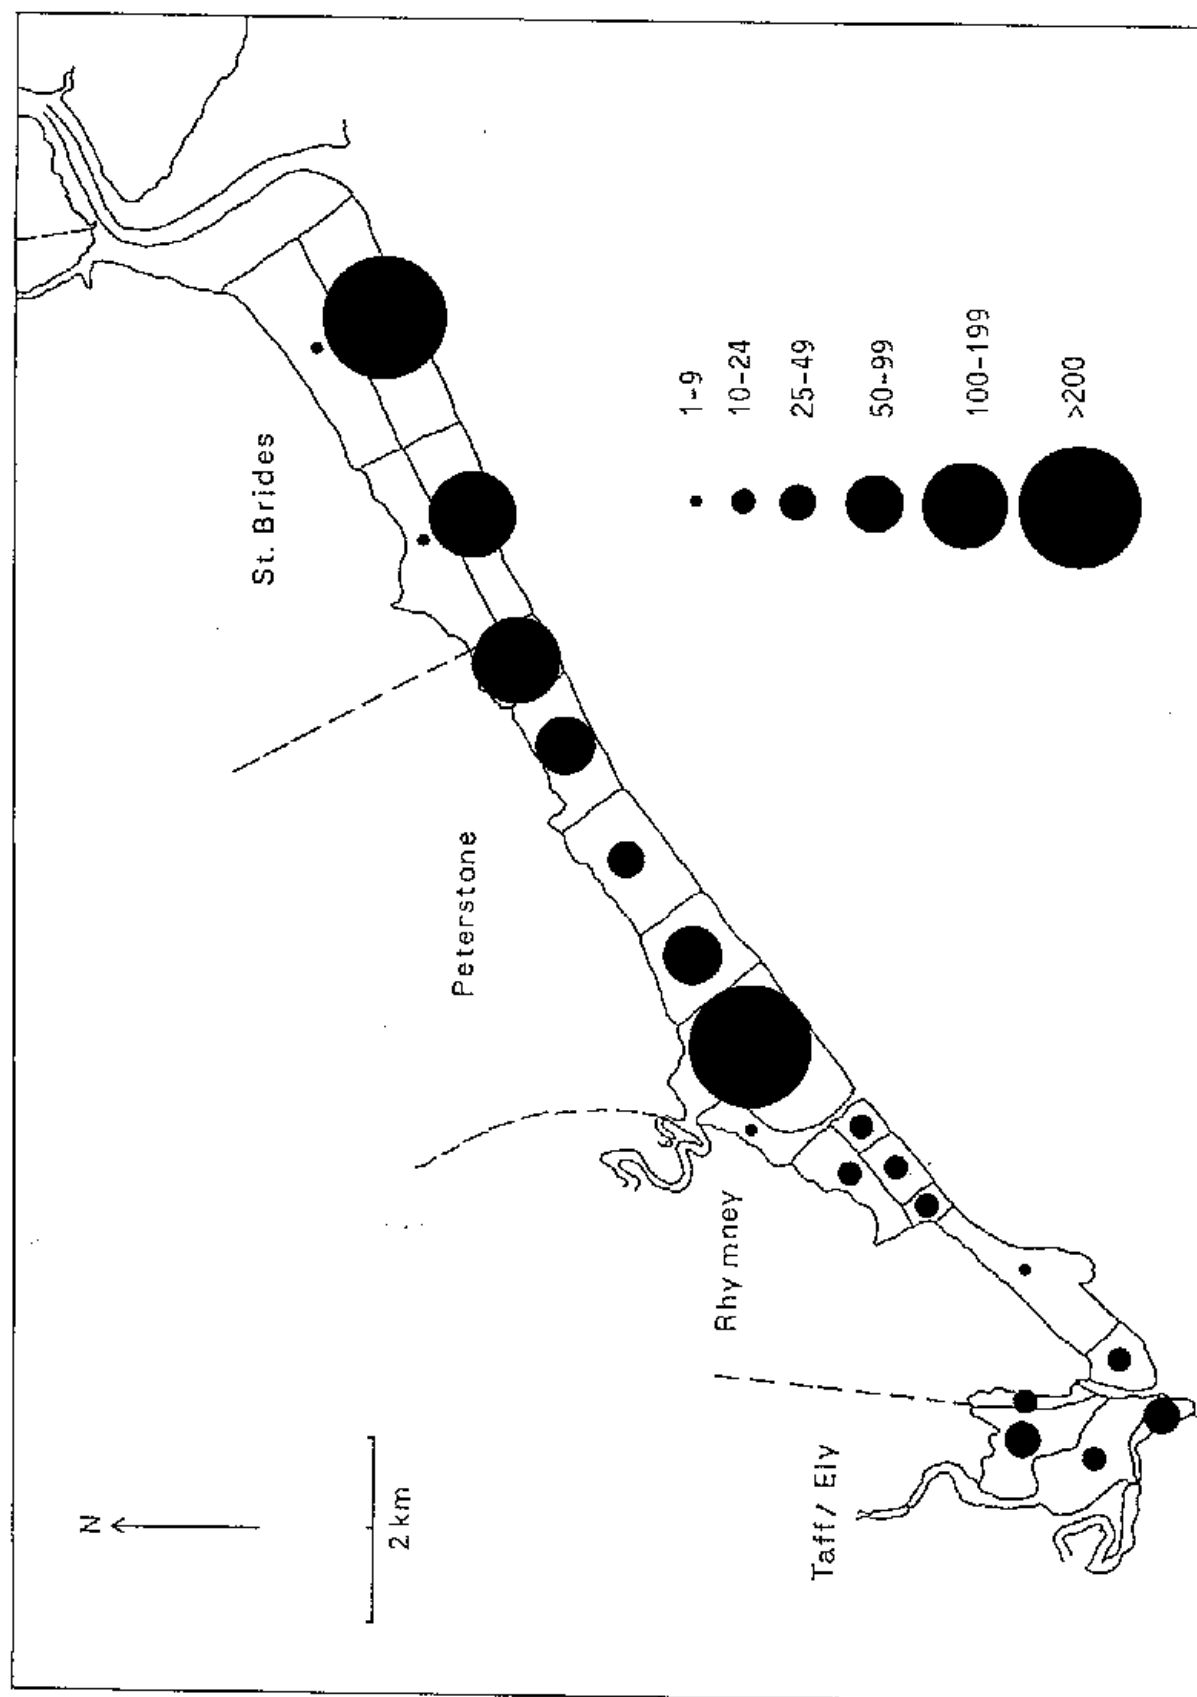 N
2 km
St. Brides
Peterstone
Rhymney
Taff / Ely
1-9
10-24
25-49
50-99
100-199
>200